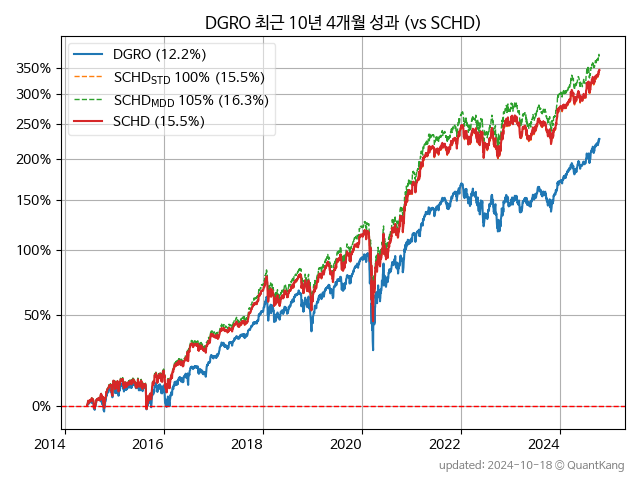 DGRO 최근 10년 4개월 성과 (vs SCHD)
DGRO (12.2%)
SCHD_STD 100% (15.5%)
SCHD_MDD 105% (16.3%)
SCHD (15.5%)
350%
300%
250%
200%
150%
100%
50%
0%
2014 2016 2018 2020 2022 2024
updated: 2024-10-18 © QuantKang